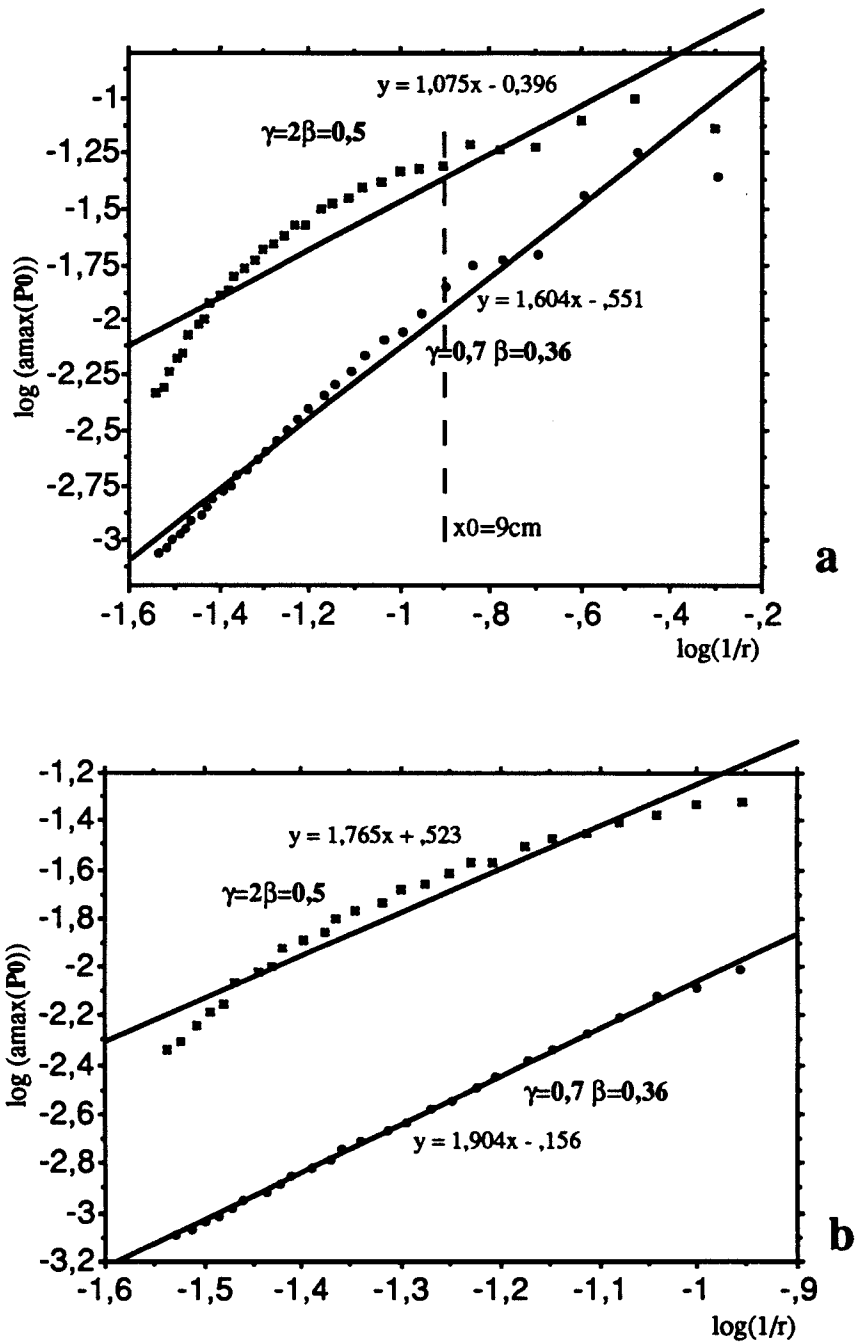 y = 1,075x - 0,396
γ=2β=0,5
y = 1,604x - ,551
γ=0,7 β=0,36
x0=9cm
log (amax(P0))
-1
-1,25
-1,5
-1,75
-2
-2,25
-2,5
-2,75
-3
-1,6 -1,4 -1,2 -1 -,8 -,6 -,4 -,2
log(1/r)
a
y = 1,765x + ,523
γ=2β=0,5
γ=0,7 β=0,36
y = 1,904x - ,156
log (amax(P0))
-1,2
-1,4
-1,6
-1,8
-2
-2,2
-2,4
-2,6
-2,8
-3
-3,2
-1,6 -1,5 -1,4 -1,3 -1,2 -1,1 -1 -,9
log(1/r)
b